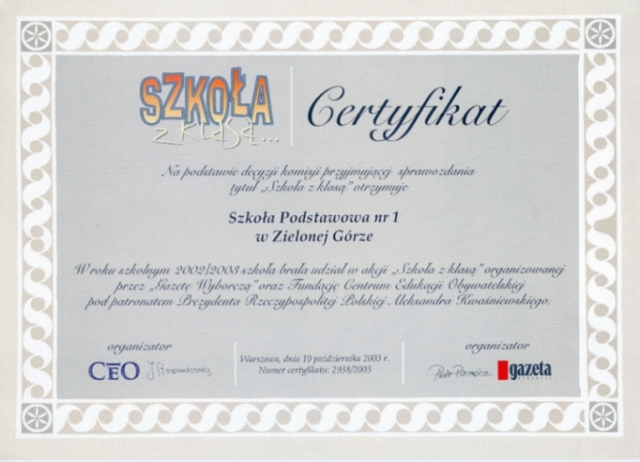 SZKOŁA
z klasą...
Certyfikat
Na podstawie decyzji komisji przyjmującej sprawozdania
tytuł „Szkoła z klasą” otrzymuje
Szkoła Podstawowa nr 1
w Zielonej Górze
W roku szkolnym 2002/2003 szkoła brała udział w akcji „Szkoła z klasą” organizowanej
przez „Gazetę Wyborczą” oraz Fundację Centrum Edukacji Obywatelskiej
pod patronatem Prezydenta Rzeczypospolitej Polskiej Aleksandra Kwaśniewskiego.
organizator
CEO
Warszawa, dnia 10 października 2003 r.
Numer certyfikatu: 2938/2003
organizator
gazeta